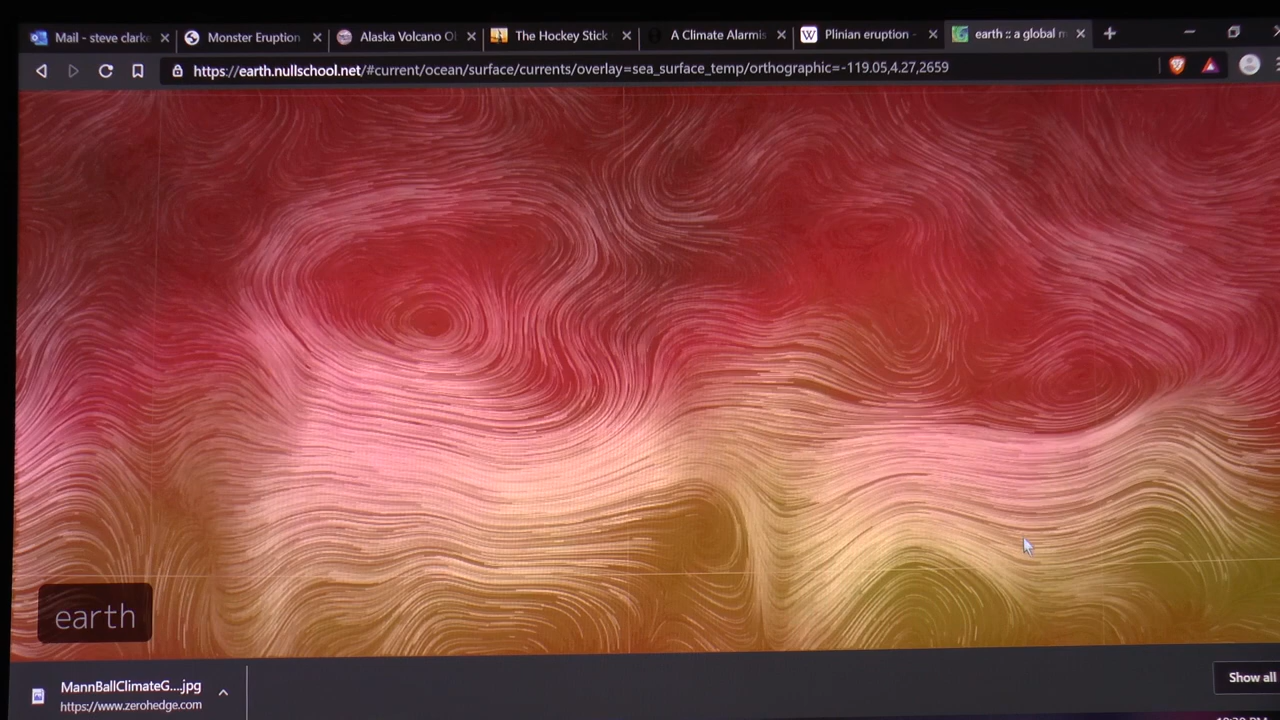 Mail - steve clarke
Monster Eruption
Alaska Volcano Ob
The Hockey Stick
A Climate Alarmis
Plinian eruption -
earth :: a global m
https://earth.nullschool.net/#current/ocean/surface/currents/overlay=sea_surface_temp/orthographic=-119.05,4.27,2659
earth
MannBallClimateG....jpg
https://www.zerohedge.com
Show all